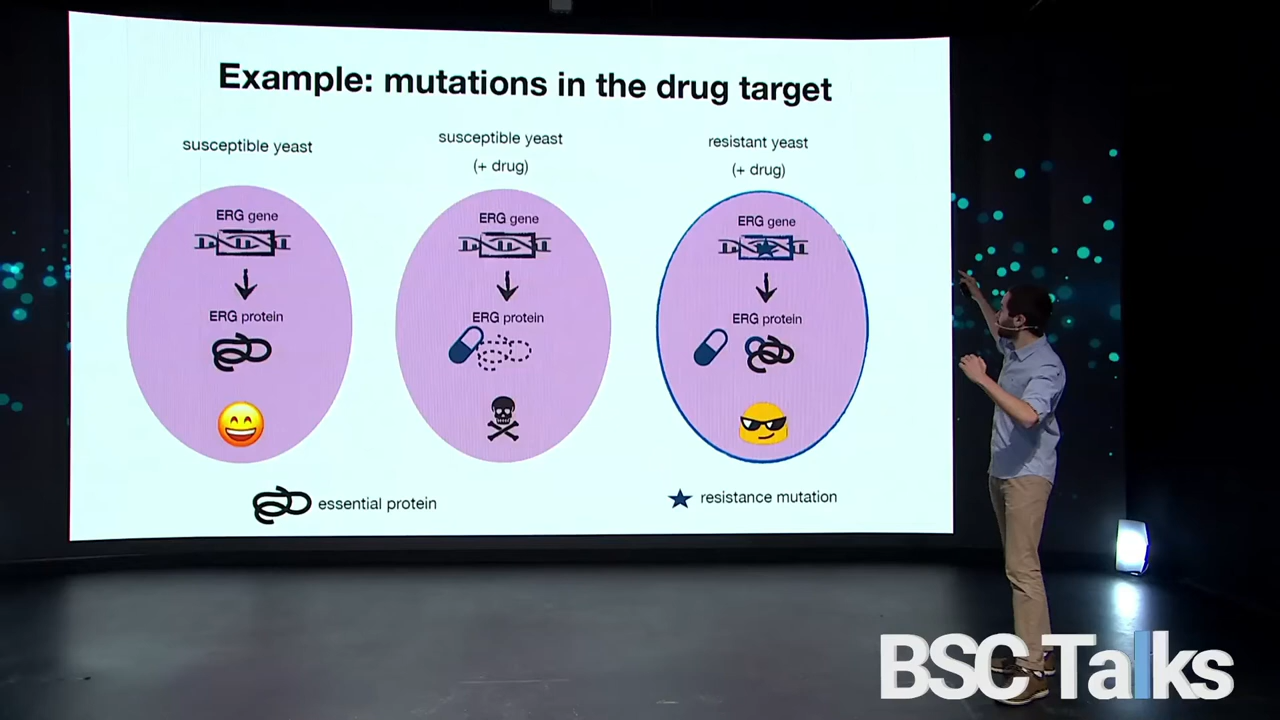 Example: mutations in the drug target
susceptible yeast
ERG gene
ERG protein
susceptible yeast
(+ drug)
ERG gene
ERG protein
resistant yeast
(+ drug)
ERG gene
ERG protein
essential protein
resistance mutation
BSC Talks